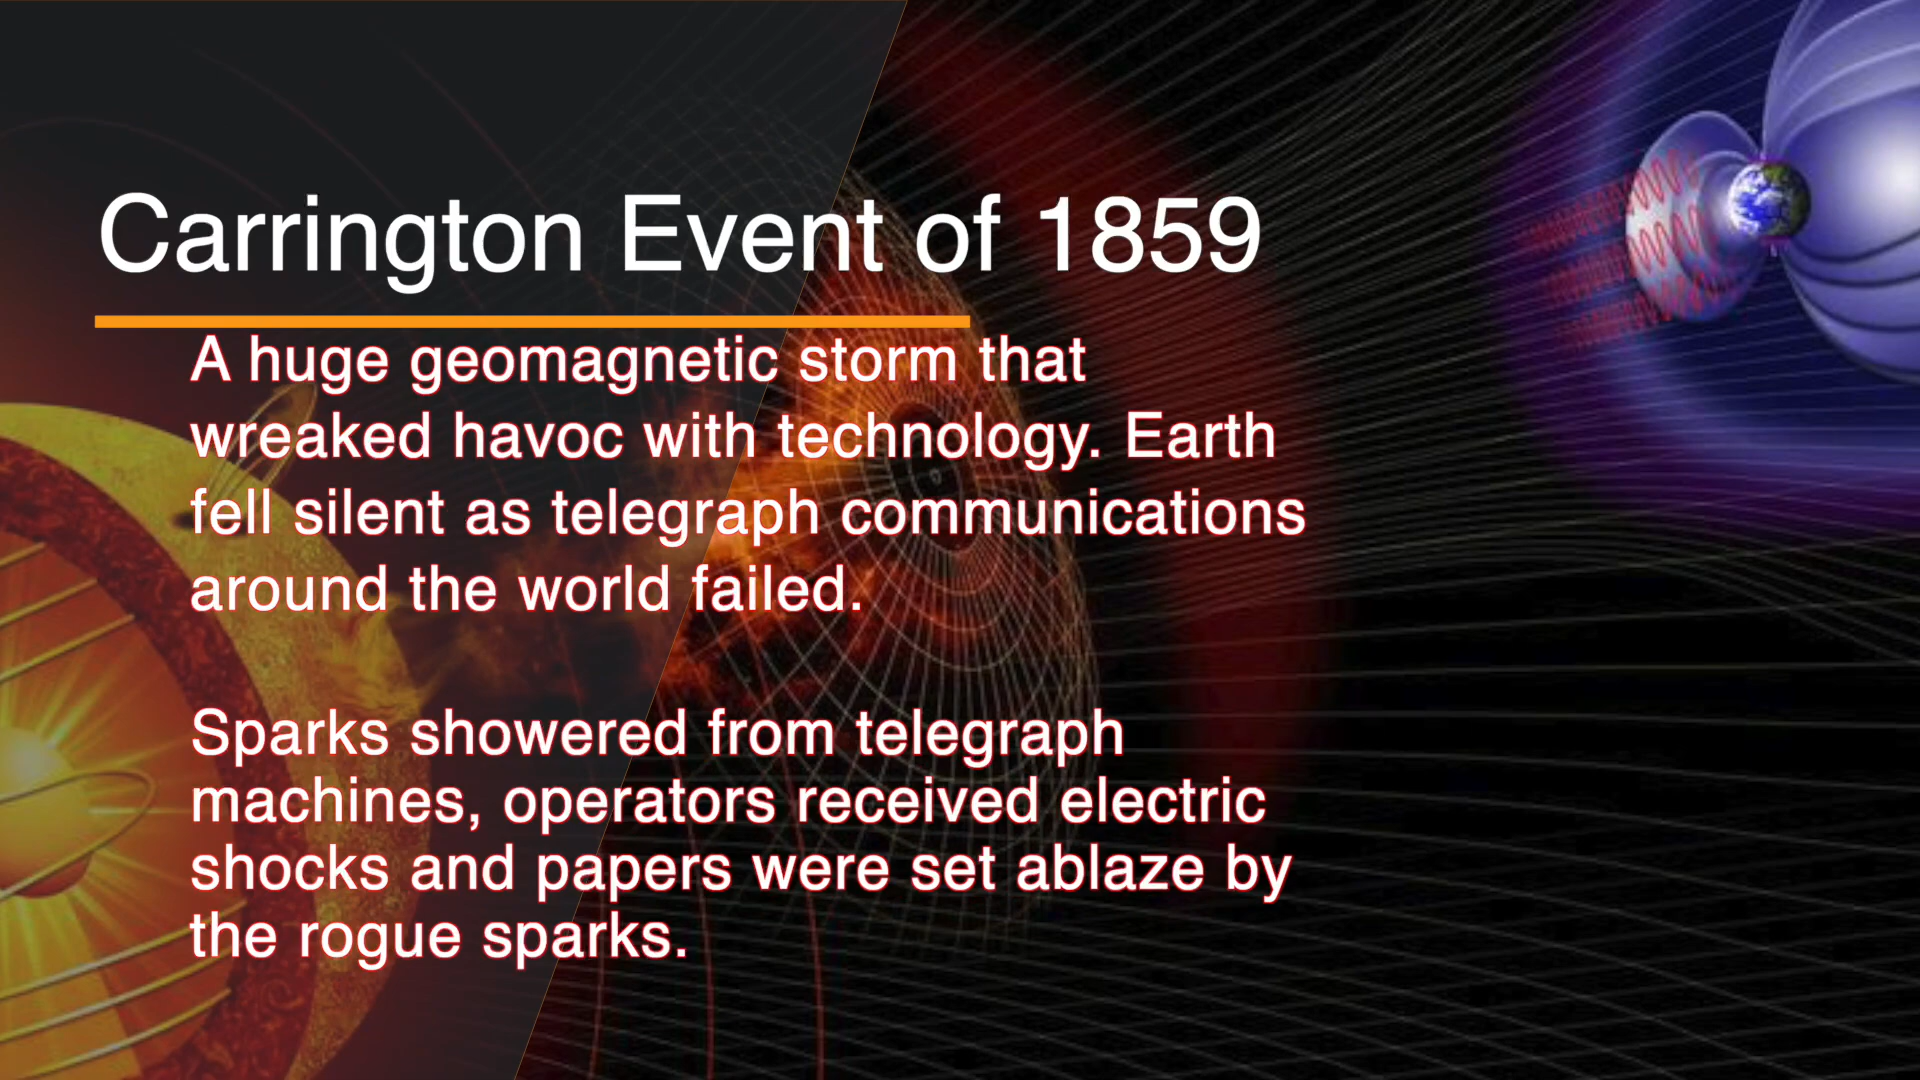 Carrington Event of 1859
A huge geomagnetic storm that
wreaked havoc with technology. Earth
fell silent as telegraph communications
around the world failed.
Sparks showered from telegraph
machines, operators received electric
shocks and papers were set ablaze by
the rogue sparks.